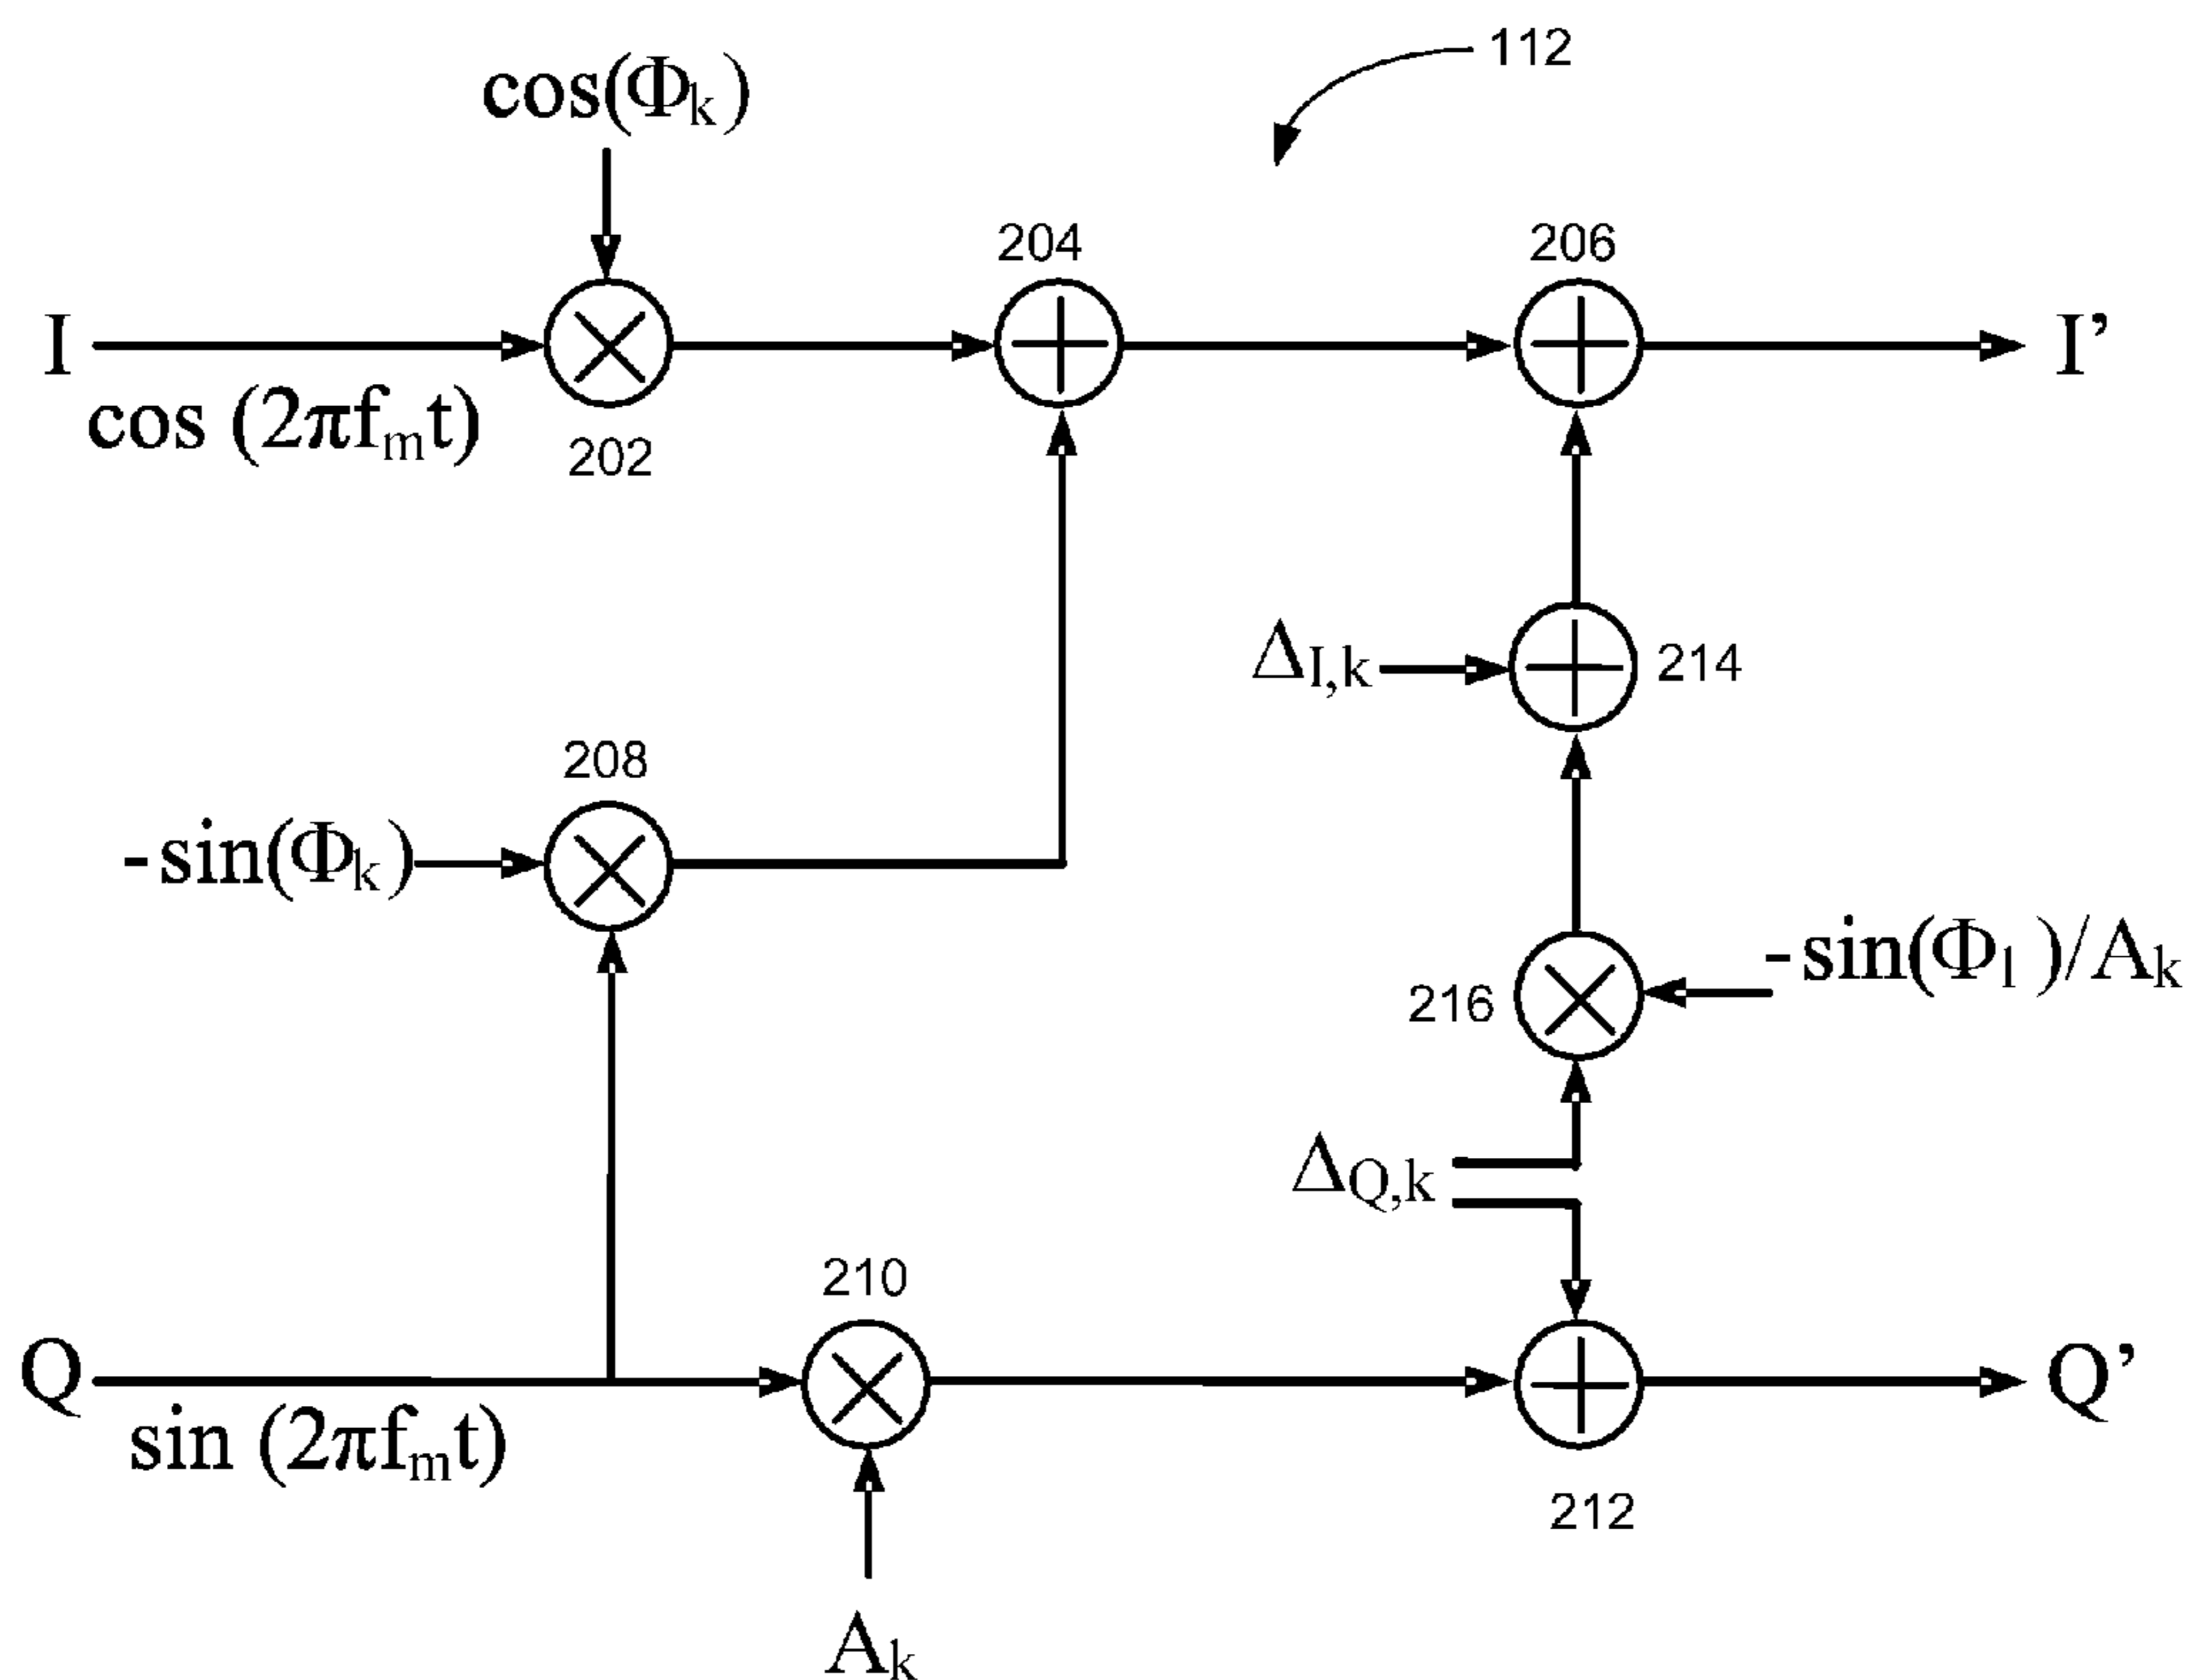 112
cos(Φk)
204
206
I
I’
cos (2πfmt)
202
ΔI,k
214
208
-sin(Φk)
-sin(Φ1 )/Ak
216
ΔQ,k
210
Q
Q’
sin (2πfmt)
212
Ak